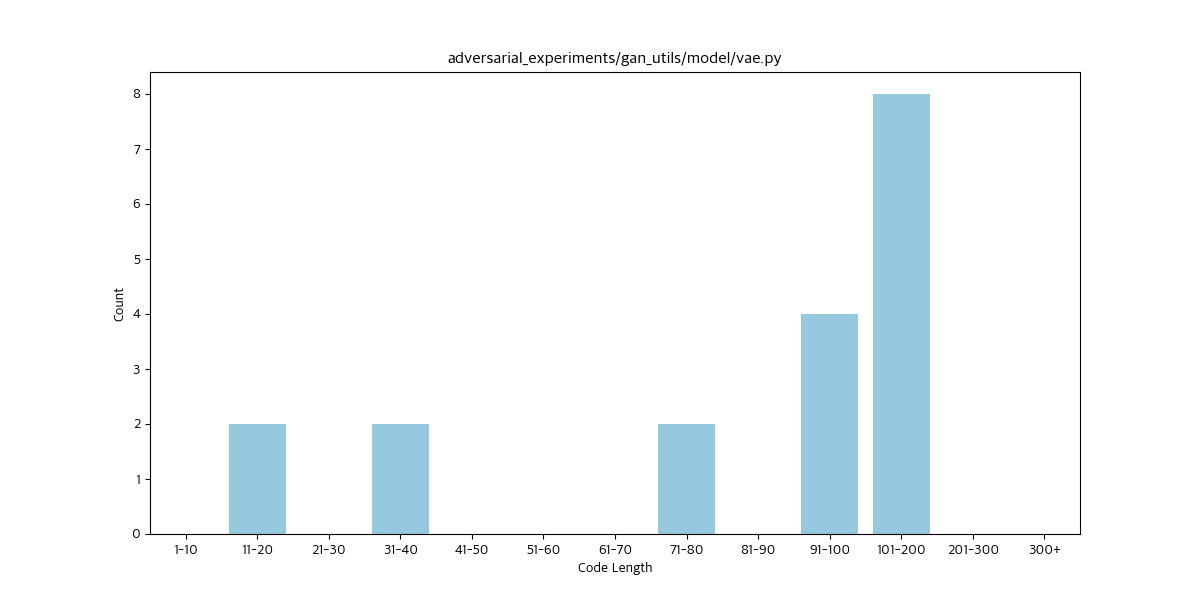 adversarial_experiments/gan_utils/model/vae.py
8
7
6
5
4
3
2
1
0
Count
1-10 11-20 21-30 31-40 41-50 51-60 61-70 71-80 81-90 91-100 101-200 201-300 300+
Code Length